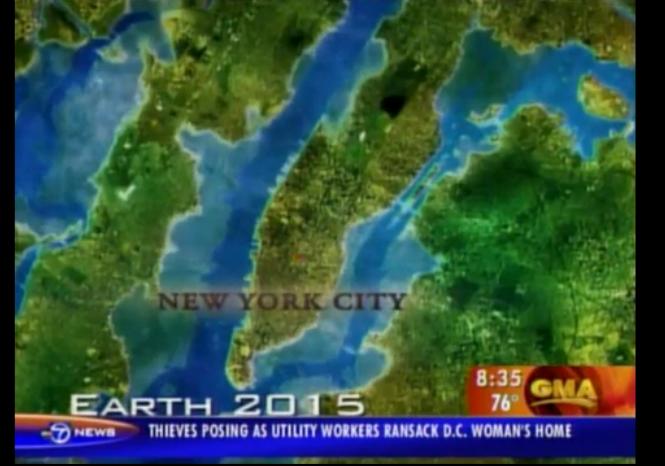 NEW YORK CITY
EARTH 2015
8:35
76°
GMA
abc 7 NEWS
THIEVES POSING AS UTILITY WORKERS RANSACK D.C. WOMAN'S HOME